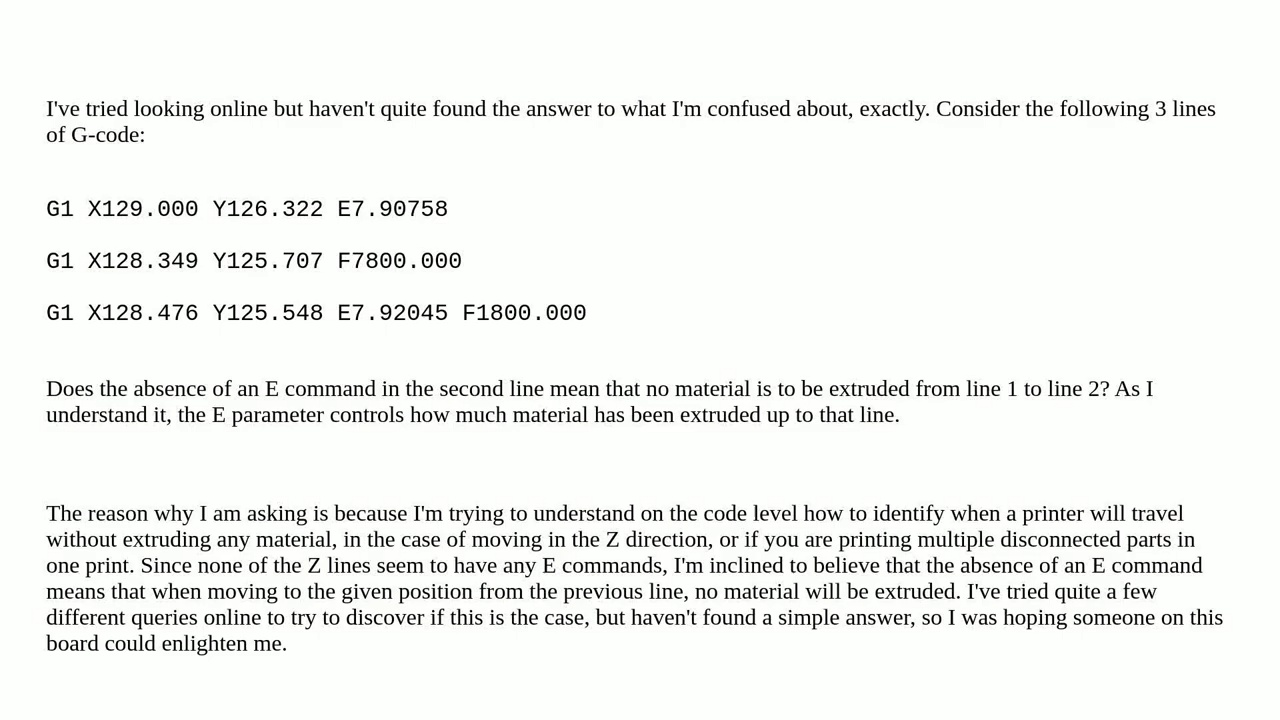 I've tried looking online but haven't quite found the answer to what I'm confused about, exactly. Consider the following 3 lines
of G-code:
G1 X129.000 Y126.322 E7.90758
G1 X128.349 Y125.707 F7800.000
G1 X128.476 Y125.548 E7.92045 F1800.000
Does the absence of an E command in the second line mean that no material is to be extruded from line 1 to line 2? As I
understand it, the E parameter controls how much material has been extruded up to that line.
The reason why I am asking is because I'm trying to understand on the code level how to identify when a printer will travel
without extruding any material, in the case of moving in the Z direction, or if you are printing multiple disconnected parts in
one print. Since none of the Z lines seem to have any E commands, I'm inclined to believe that the absence of an E command
means that when moving to the given position from the previous line, no material will be extruded. I've tried quite a few
different queries online to try to discover if this is the case, but haven't found a simple answer, so I was hoping someone on this
board could enlighten me.